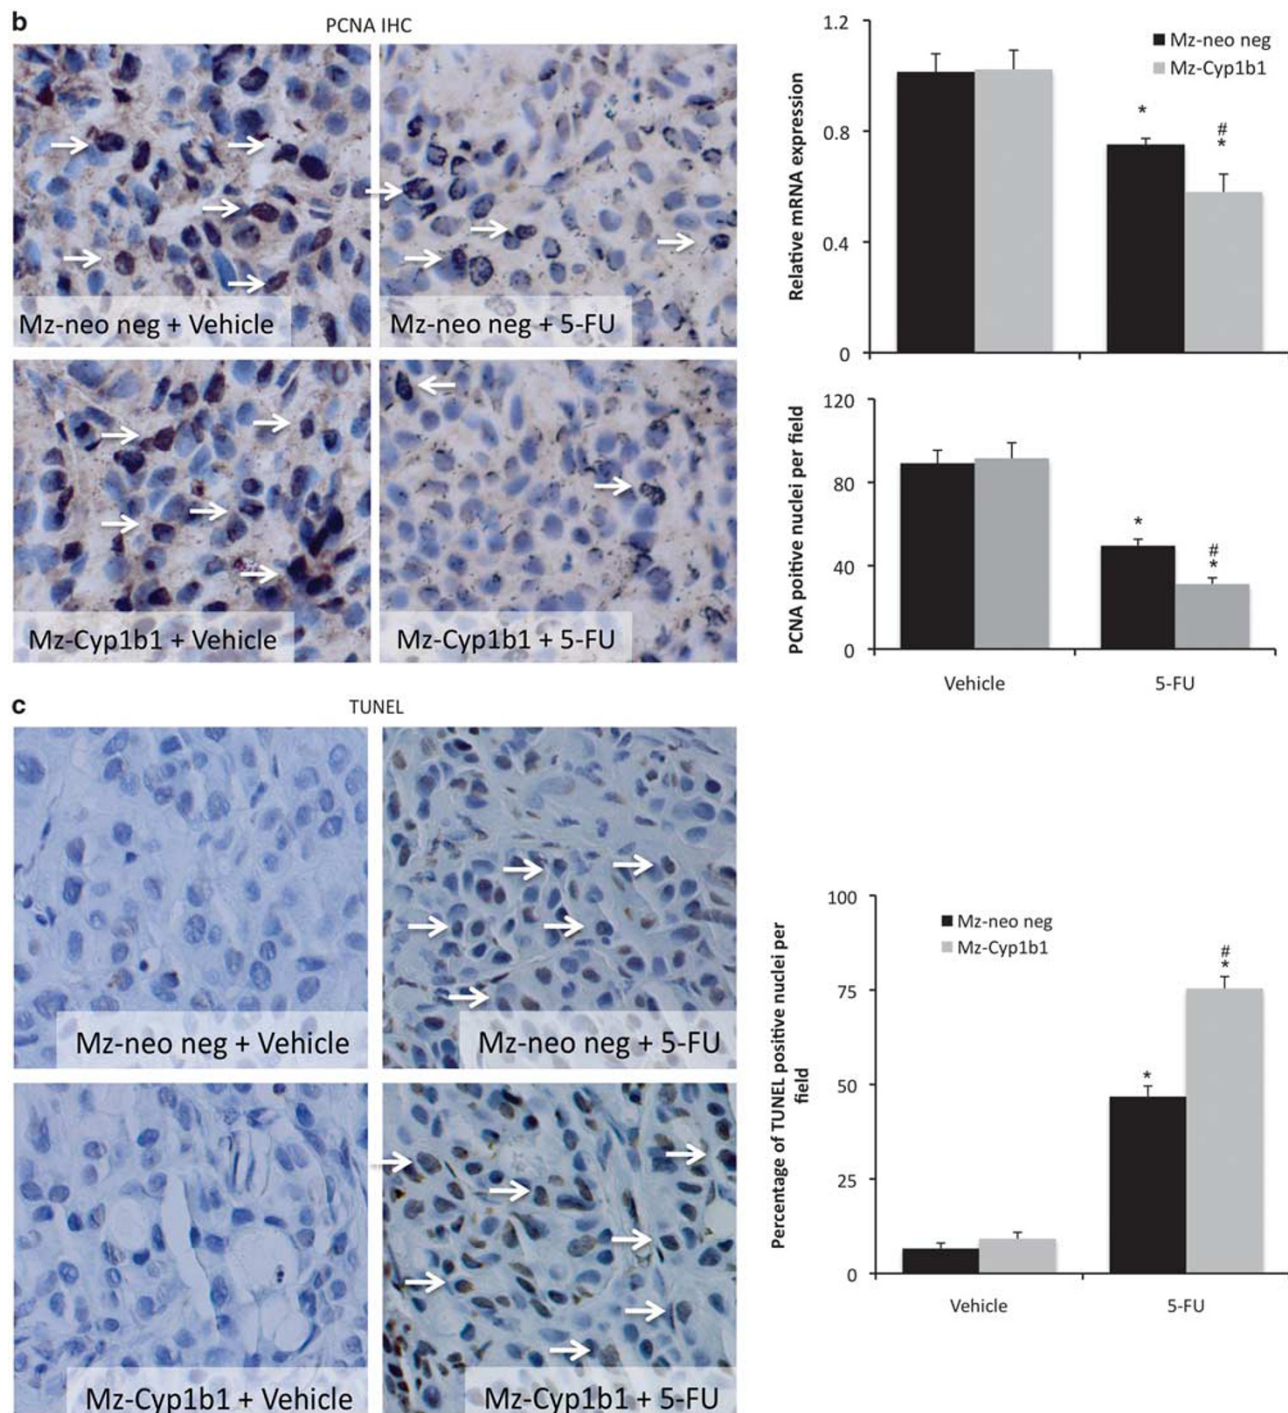 b
PCNA IHC
Mz-neo neg + Vehicle
Mz-neo neg + 5-FU
Mz-Cyp1b1 + Vehicle
Mz-Cyp1b1 + 5-FU
Relative mRNA expression
1.2
0.8
0.4
0
Mz-neo neg
Mz-Cyp1b1
*
#
*
PCNA poitive nuclei per field
120
80
40
0
*
#
*
Vehicle
5-FU
c
TUNEL
Mz-neo neg + Vehicle
Mz-neo neg + 5-FU
Mz-Cyp1b1 + Vehicle
Mz-Cyp1b1 + 5-FU
Percentage of TUNEL positive nuclei per
field
100
75
50
25
0
Mz-neo neg
Mz-Cyp1b1
*
#
*
Vehicle
5-FU